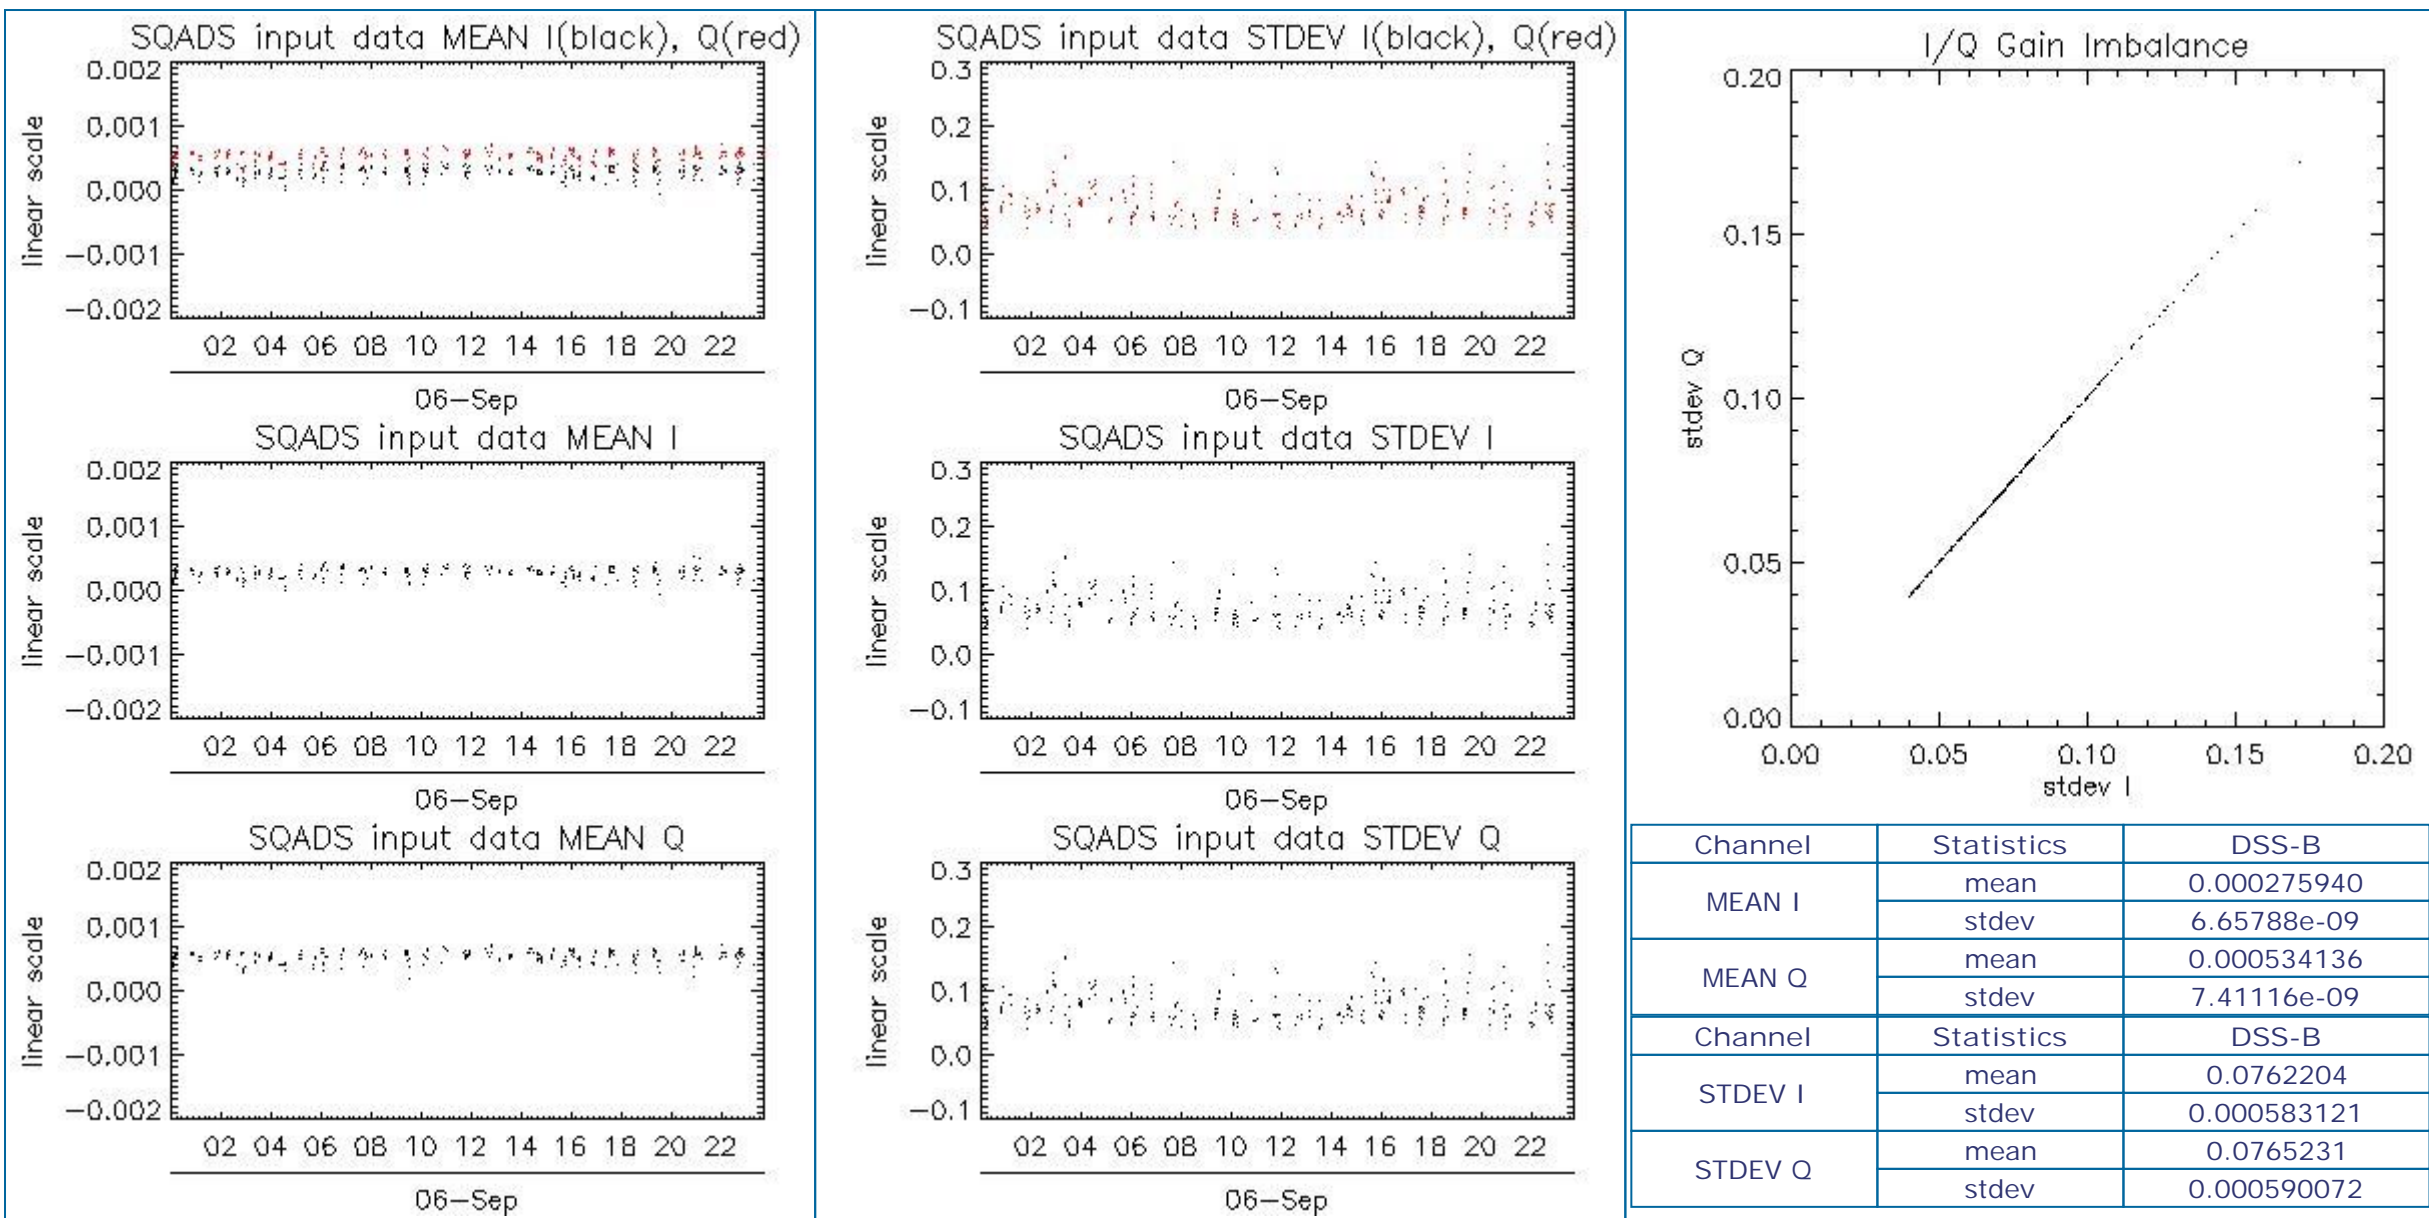 SQADS input data MEAN I(black), Q(red)
0.002
0.001
0.000
−0.001
−0.002
linear scale
02 04 06 08 10 12 14 16 18 20 22
06−Sep
SQADS input data MEAN I
0.002
0.001
0.000
−0.001
−0.002
linear scale
02 04 06 08 10 12 14 16 18 20 22
06−Sep
SQADS input data MEAN Q
0.002
0.001
0.000
−0.001
−0.002
linear scale
02 04 06 08 10 12 14 16 18 20 22
06−Sep
SQADS input data STDEV I(black), Q(red)
0.3
0.2
0.1
0.0
−0.1
linear scale
02 04 06 08 10 12 14 16 18 20 22
06−Sep
SQADS input data STDEV I
0.3
0.2
0.1
0.0
−0.1
linear scale
02 04 06 08 10 12 14 16 18 20 22
06−Sep
SQADS input data STDEV Q
0.3
0.2
0.1
0.0
−0.1
linear scale
02 04 06 08 10 12 14 16 18 20 22
06−Sep
I/Q Gain Imbalance
0.20
0.15
0.10
0.05
0.00
stdev Q
0.00 0.05 0.10 0.15 0.20
stdev I
Channel Statistics DSS-B
MEAN I mean 0.000275940
stdev 6.65788e-09
MEAN Q mean 0.000534136
stdev 7.41116e-09
Channel Statistics DSS-B
STDEV I mean 0.0762204
stdev 0.000583121
STDEV Q mean 0.0765231
stdev 0.000590072